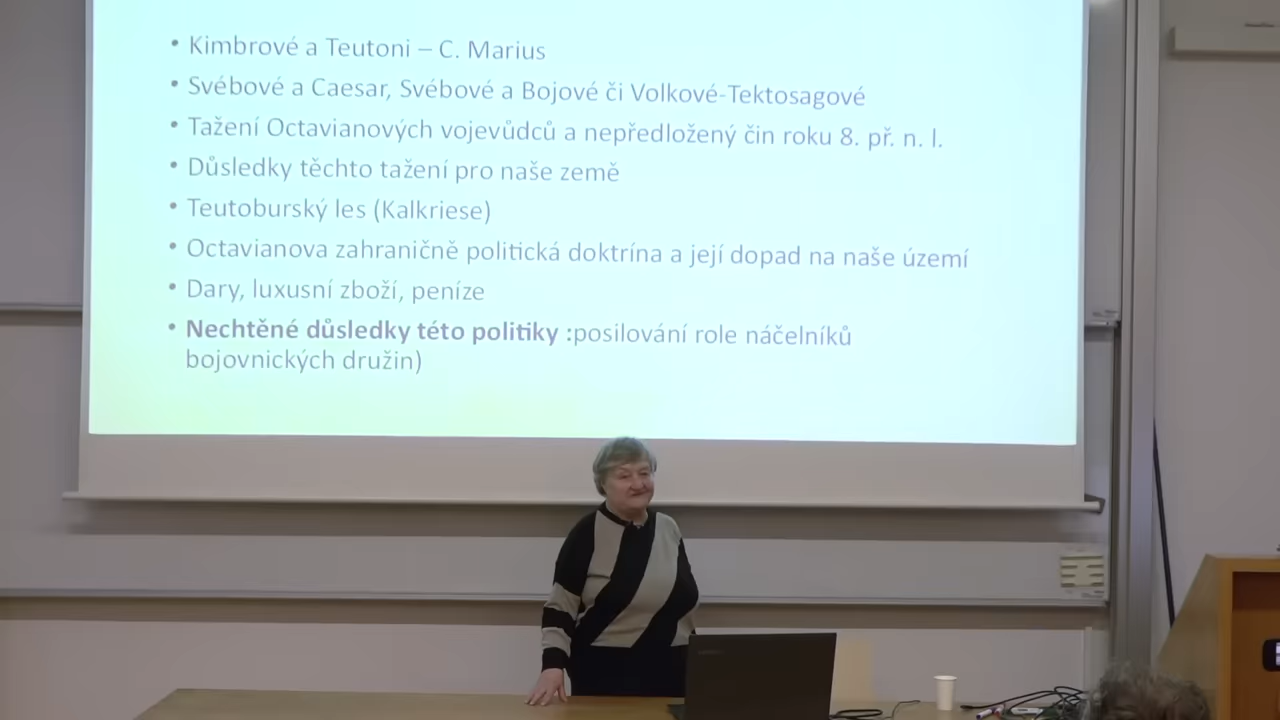 • Kimbrové a Teutoni – C. Marius
• Svébové a Caesar, Svébové a Bojové či Volkové-Tektosagové
• Tažení Octavianových vojevůdců a nepředložený čin roku 8. př. n. l.
• Důsledky těchto tažení pro naše země
• Teutoburský les (Kalkriese)
• Octavianova zahraničně politická doktrína a její dopad na naše území
• Dary, luxusní zboží, peníze
• Nechtěné důsledky této politiky :posilování role náčelníků
bojovnických družin)